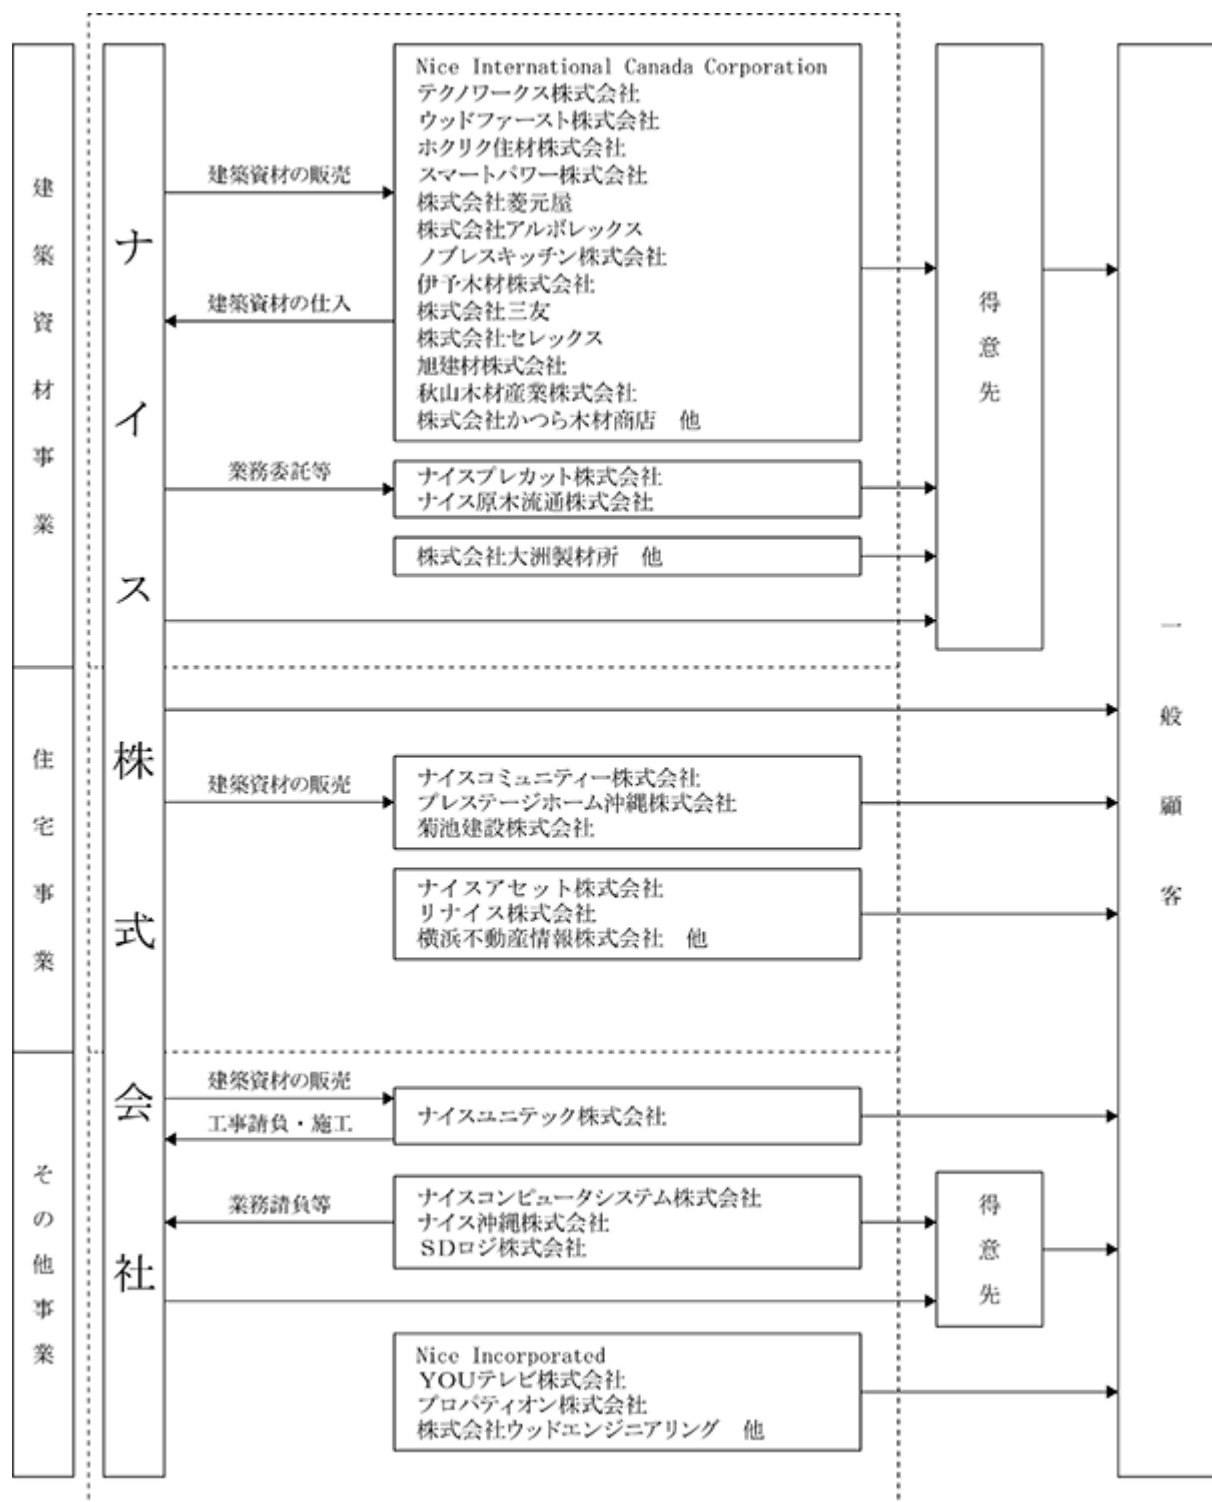 建築資材事業
住宅事業
その他事業
ナイス株式会社
建築資材の販売
建築資材の仕入
Nice International Canada Corporation
テクノワークス株式会社
ウッドファースト株式会社
ホクリク住材株式会社
スマートパワー株式会社
株式会社菱元屋
株式会社アルボレックス
ノブレスキッチン株式会社
伊予木材株式会社
株式会社三友
株式会社セレックス
旭建材株式会社
秋山木材産業株式会社
株式会社かつら木材商店　他
業務委託等
ナイスプレカット株式会社
ナイス原木流通株式会社
株式会社大洲製材所　他
得意先
建築資材の販売
ナイスコミュニティー株式会社
プレステージホーム沖縄株式会社
菊池建設株式会社
ナイスアセット株式会社
リナイス株式会社
横浜不動産情報株式会社　他
建築資材の販売
工事請負・施工
ナイスユニテック株式会社
業務請負等
ナイスコンピュータシステム株式会社
ナイス沖縄株式会社
SDロジ株式会社
得意先
Nice Incorporated
YOUテレビ株式会社
プロパティオン株式会社
株式会社ウッドエンジニアリング　他
一般顧客